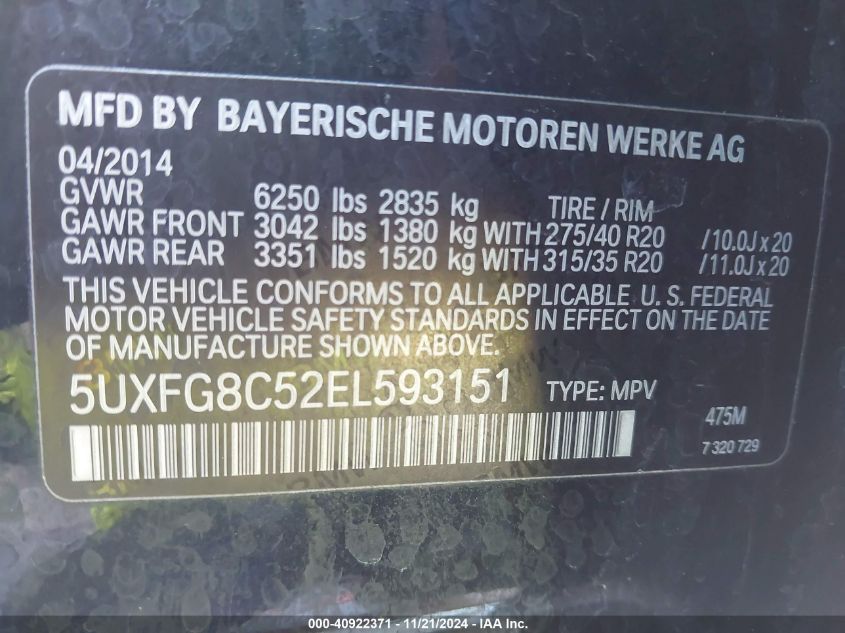 MFD BY BAYERISCHE MOTOREN WERKE AG
04/2014
GVWR 6250 lbs 2835 kg TIRE / RIM
GAWR FRONT 3042 lbs 1380 kg WITH 275/40 R20 /10.0J x 20
GAWR REAR 3351 lbs 1520 kg WITH 315/35 R20 /11.0J x 20
THIS VEHICLE CONFORMS TO ALL APPLICABLE U. S. FEDERAL
MOTOR VEHICLE SAFETY STANDARDS IN EFFECT ON THE DATE
OF MANUFACTURE SHOWN ABOVE.
5UXFG8C52EL593151 TYPE: MPV
475M
7 320 729
000-40922371 - 11/21/2024 - IAA Inc.